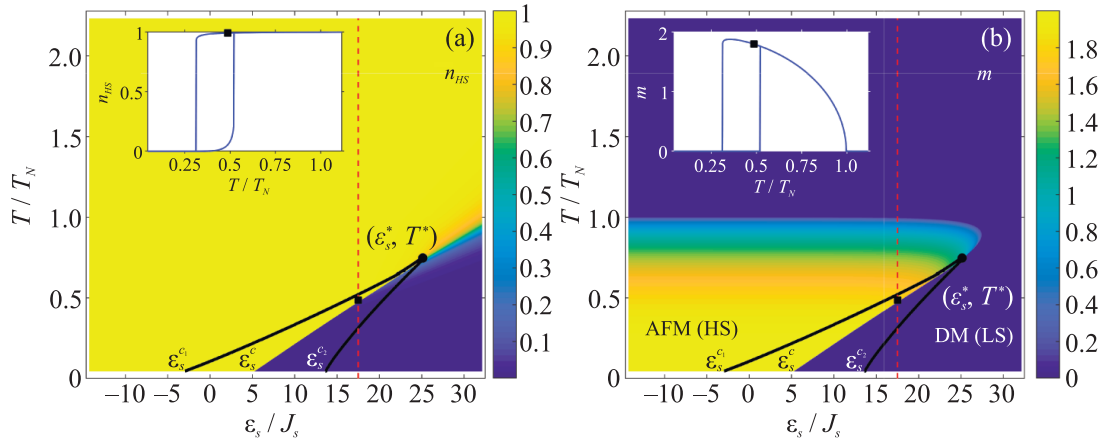 (a)
n_HS
2.0
1.5
1.0
0.5
0
T / T_N
−10 −5 0 5 10 15 20 25 30
ε_s / J_s
1
0.5
0
n_HS
0.25 0.5 0.75 1.0
T / T_N
(ε_s^*, T^*)
ε_s^{c_1} ε_s^c ε_s^{c_2}
1
0.9
0.8
0.7
0.6
0.5
0.4
0.3
0.2
0.1
(b)
m
2.0
1.5
1.0
0.5
0
T / T_N
−10 −5 0 5 10 15 20 25 30
ε_s / J_s
2
1
0
m
0.25 0.5 0.75 1.0
T / T_N
(ε_s^*, T^*)
AFM (HS)
DM (LS)
ε_s^{c_1} ε_s^c ε_s^{c_2}
1.8
1.6
1.4
1.2
1
0.8
0.6
0.4
0.2
0